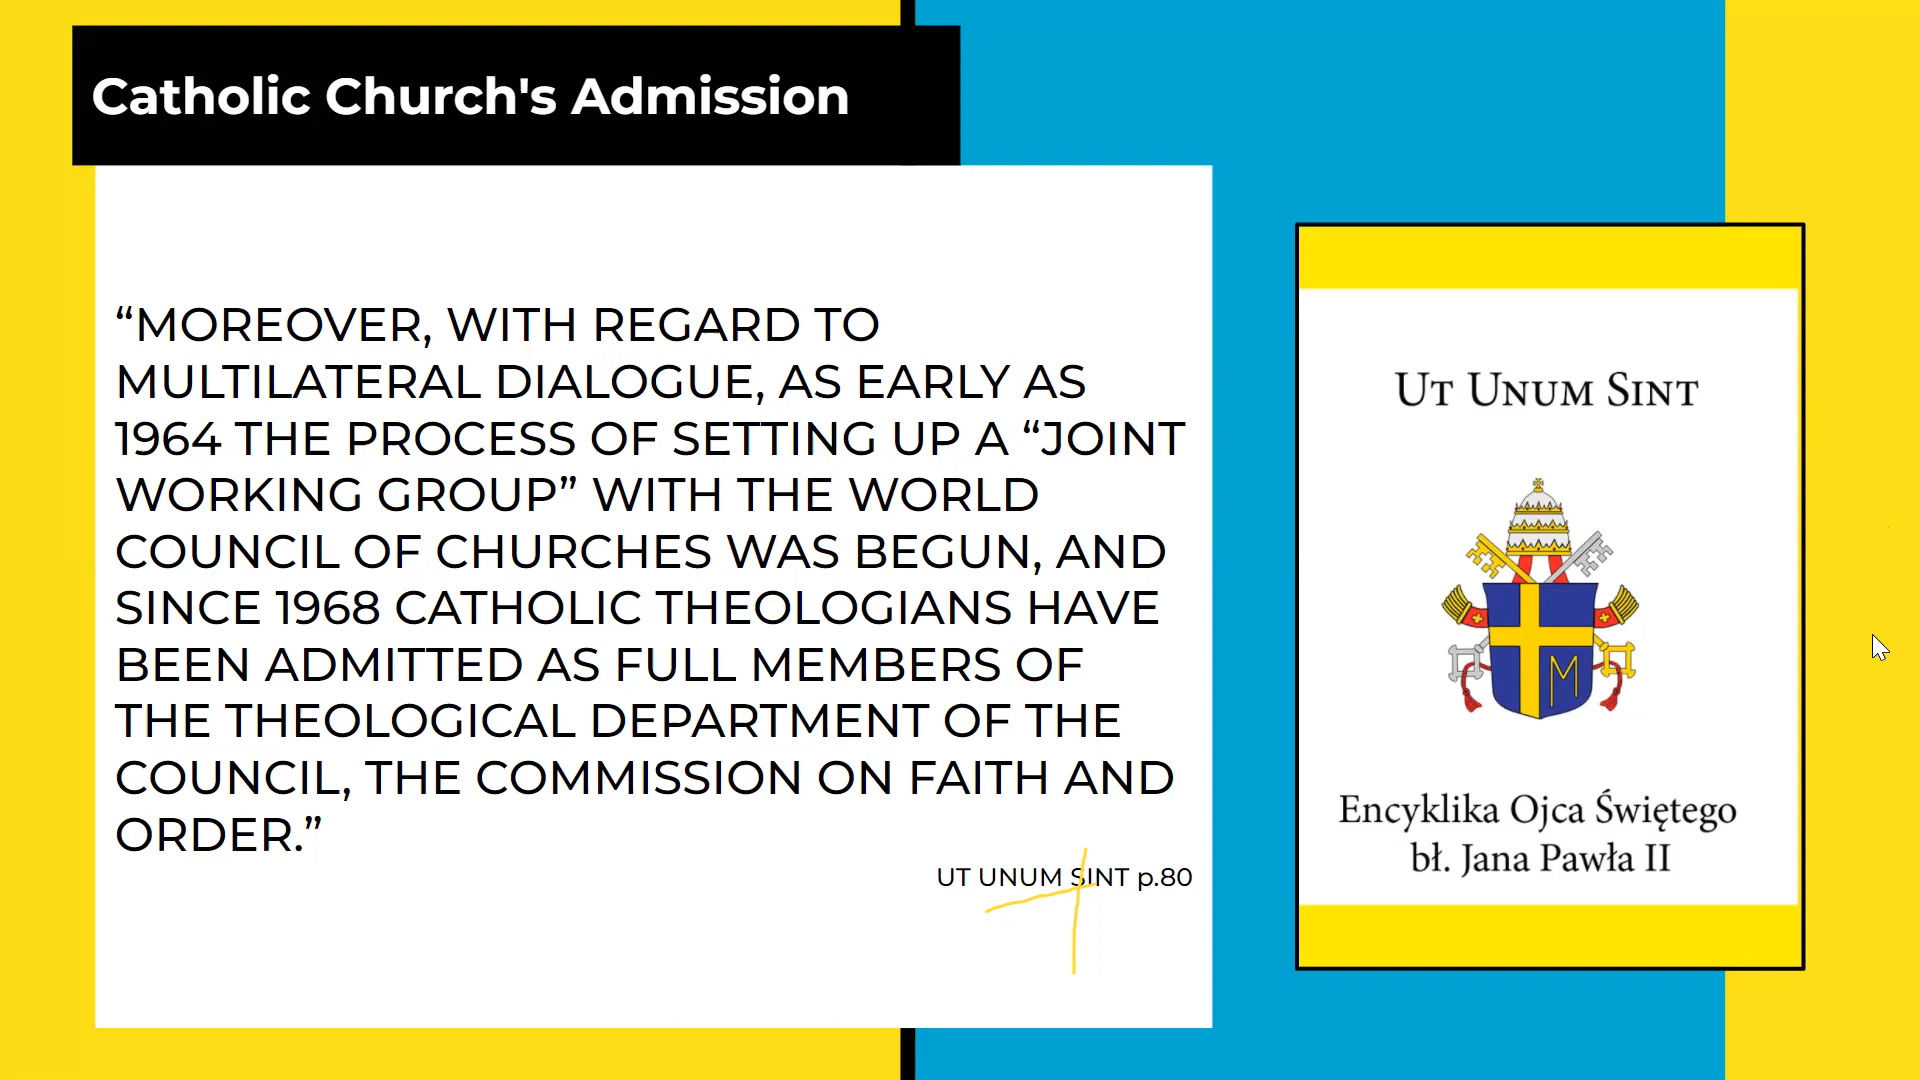 Catholic Church's Admission
“MOREOVER, WITH REGARD TO
MULTILATERAL DIALOGUE, AS EARLY AS
1964 THE PROCESS OF SETTING UP A “JOINT
WORKING GROUP” WITH THE WORLD
COUNCIL OF CHURCHES WAS BEGUN, AND
SINCE 1968 CATHOLIC THEOLOGIANS HAVE
BEEN ADMITTED AS FULL MEMBERS OF
THE THEOLOGICAL DEPARTMENT OF THE
COUNCIL, THE COMMISSION ON FAITH AND
ORDER.”
UT UNUM SINT p.80
Ut Unum Sint
M
Encyklika Ojca Świętego
bł. Jana Pawła II